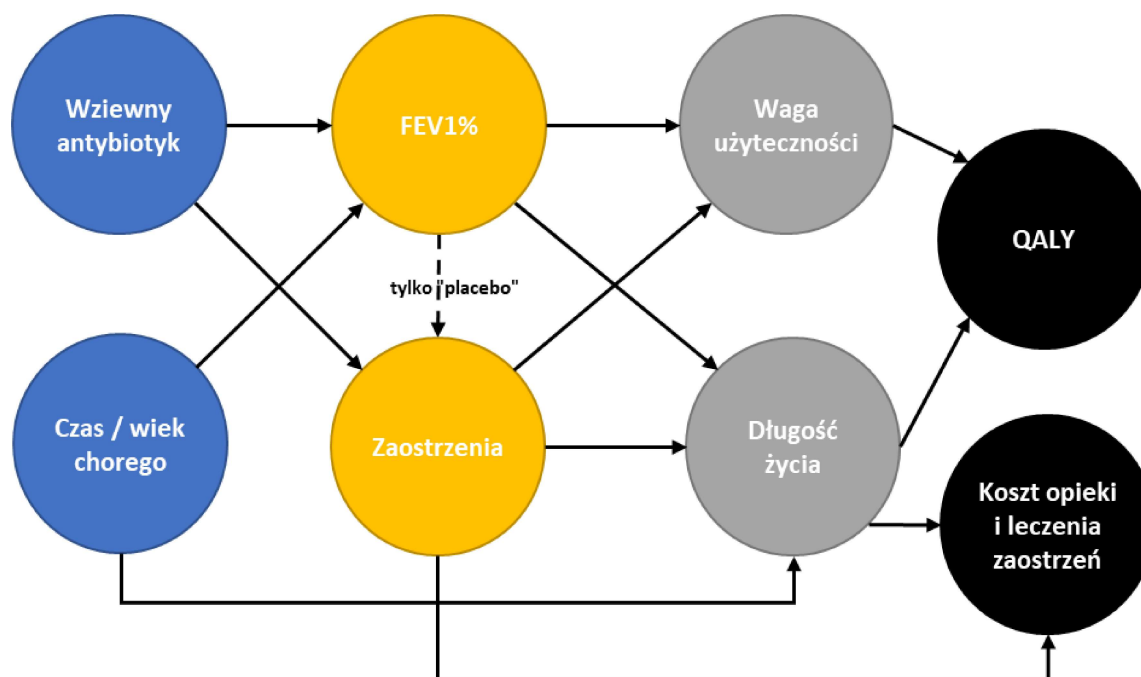 Wziewny
antybiotyk
FEV1%
Waga
użyteczności
QALY
tylko "placebo"
Czas / wiek
chorego
Zaostrzenia
Długość
życia
Koszt opieki
i leczenia
zaostrzeń